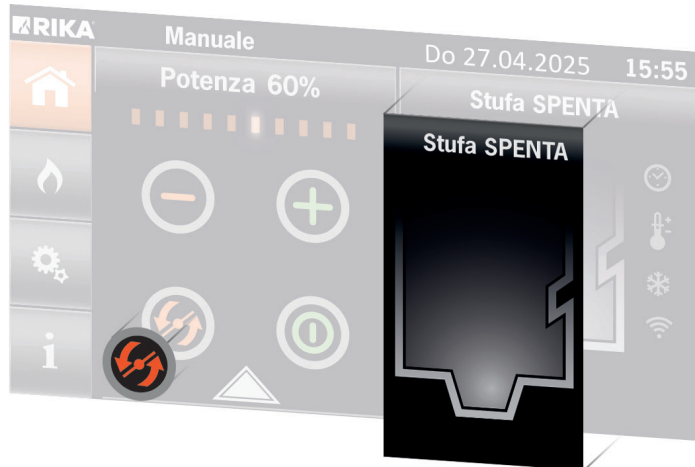 RIKA
Manuale
Do 27.04.2025 15:55
Potenza 60%
Stufa SPENTA
Stufa SPENTA
i